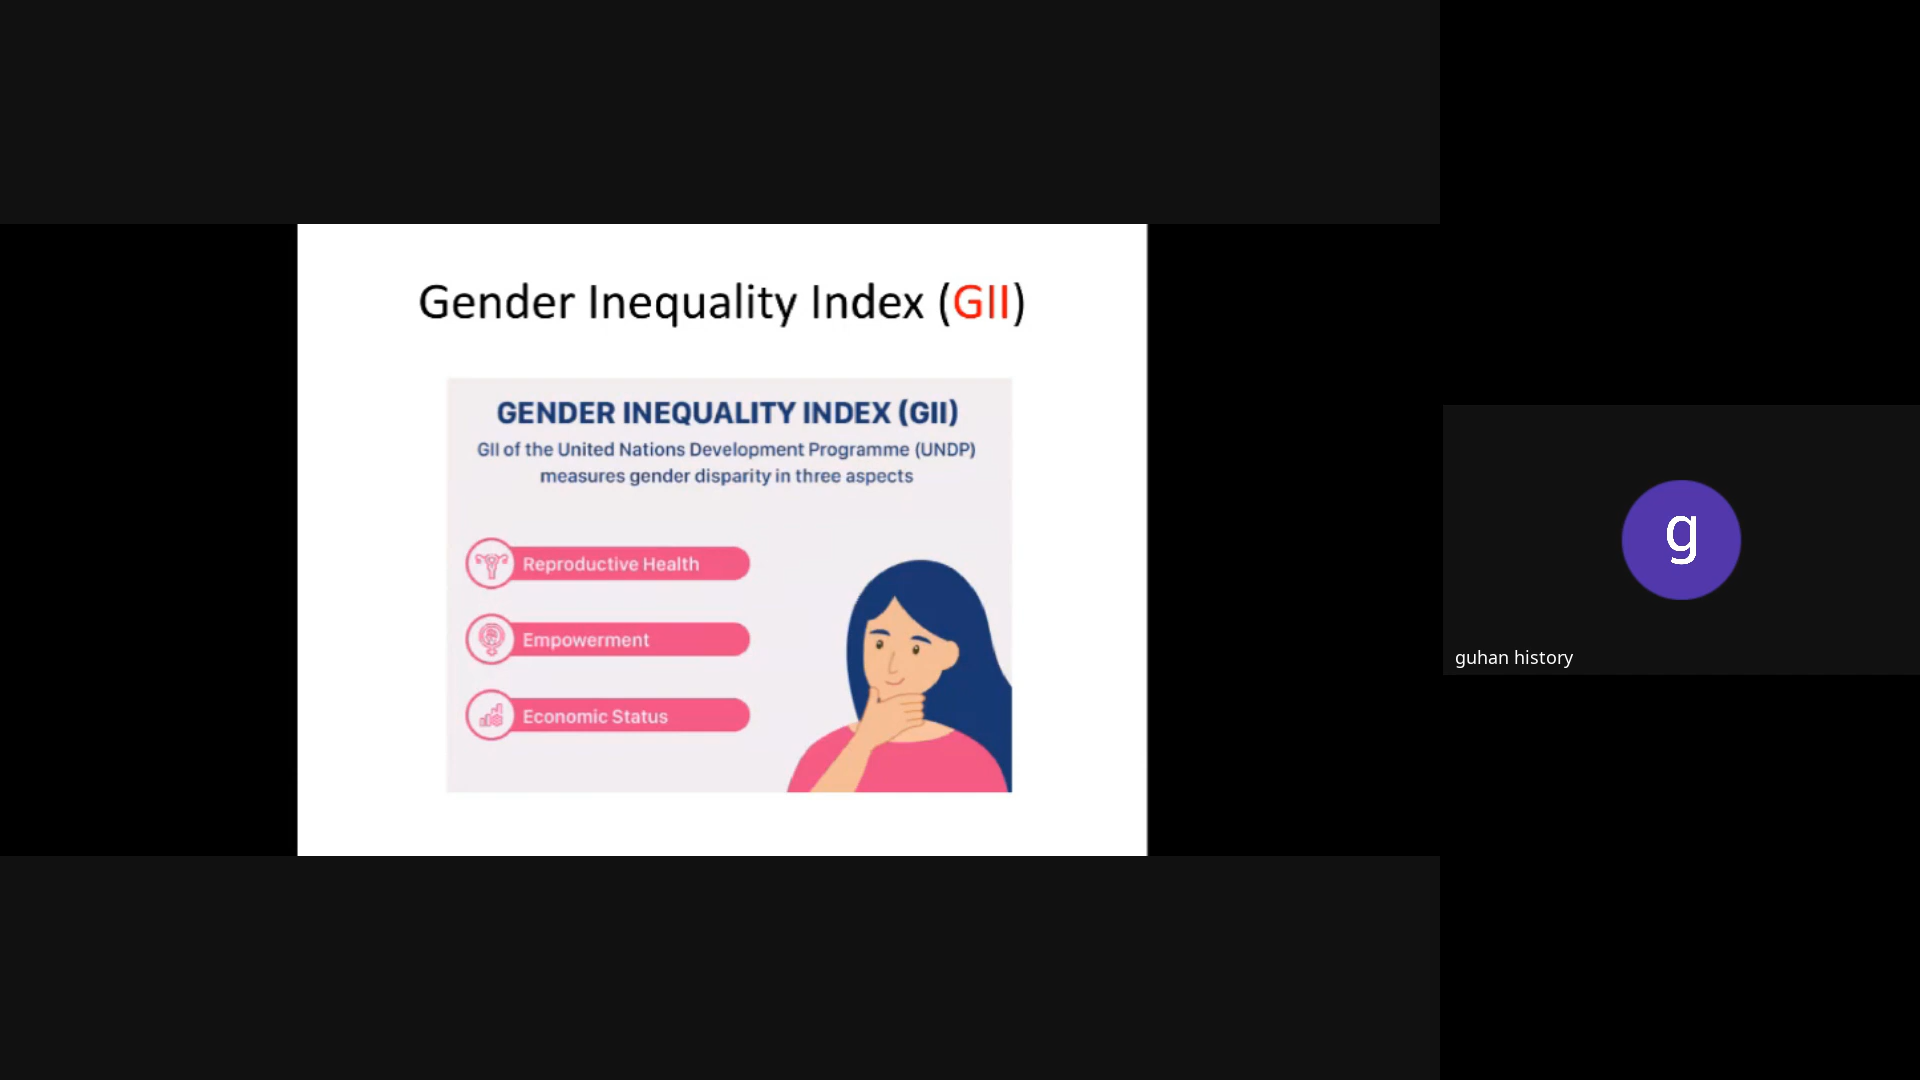 Gender Inequality Index (GII)
GENDER INEQUALITY INDEX (GII)
GII of the United Nations Development Programme (UNDP)
measures gender disparity in three aspects
Reproductive Health
Empowerment
Economic Status
g
guhan history